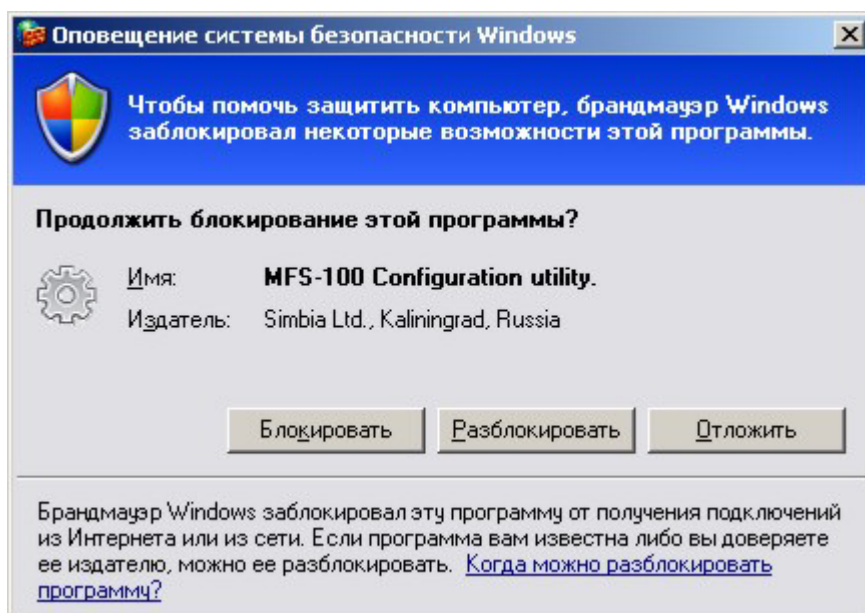 Оповещение системы безопасности Windows
Чтобы помочь защитить компьютер, брандмауэр Windows
заблокировал некоторые возможности этой программы.
Продолжить блокирование этой программы?
Имя: MFS-100 Configuration utility.
Издатель: Simbia Ltd., Kaliningrad, Russia
Блокировать Разблокировать Отложить
Брандмауэр Windows заблокировал эту программу от получения подключений
из Интернета или из сети. Если программа вам известна либо вы доверяете
ее издателю, можно ее разблокировать. Когда можно разблокировать
программу?